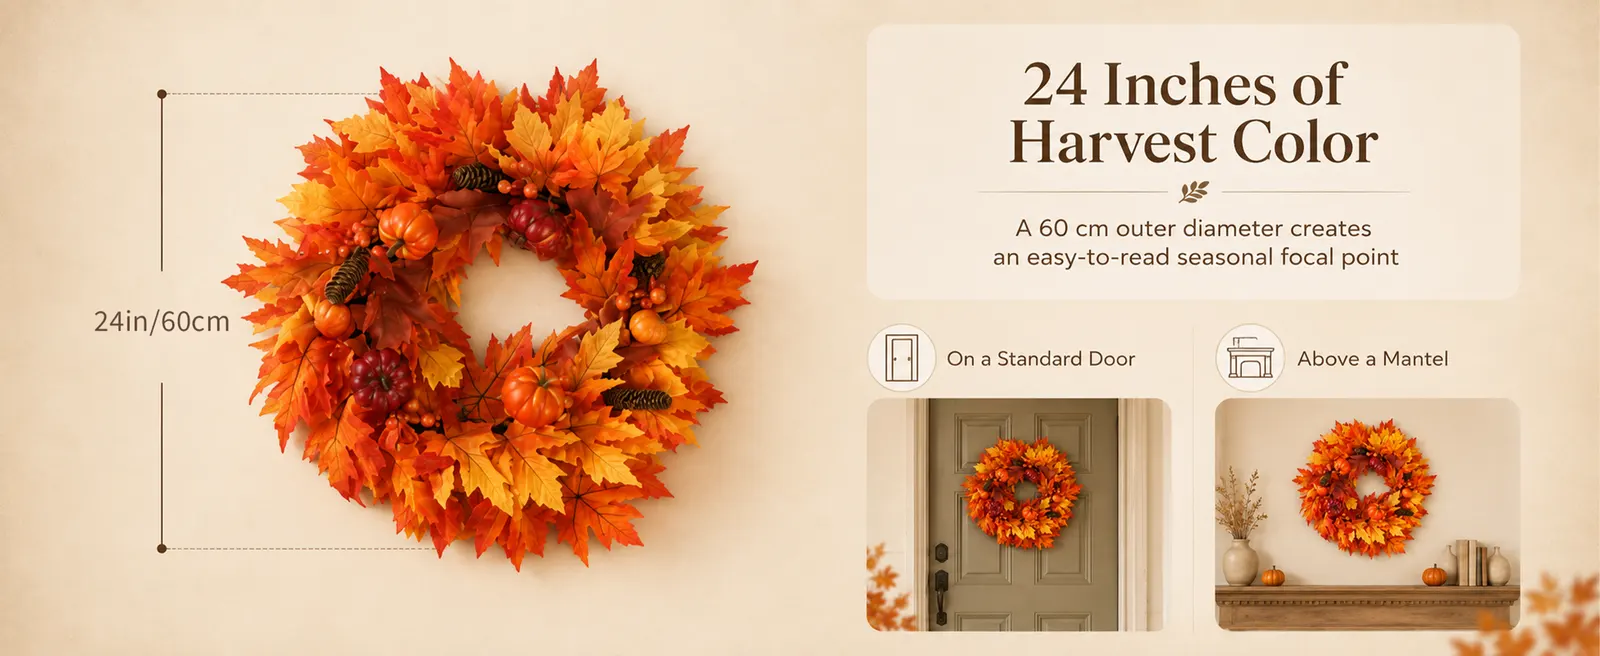 24in/60cm
24 Inches of
Harvest Color
A 60 cm outer diameter creates
an easy-to-read seasonal focal point
On a Standard Door
Above a Mantel